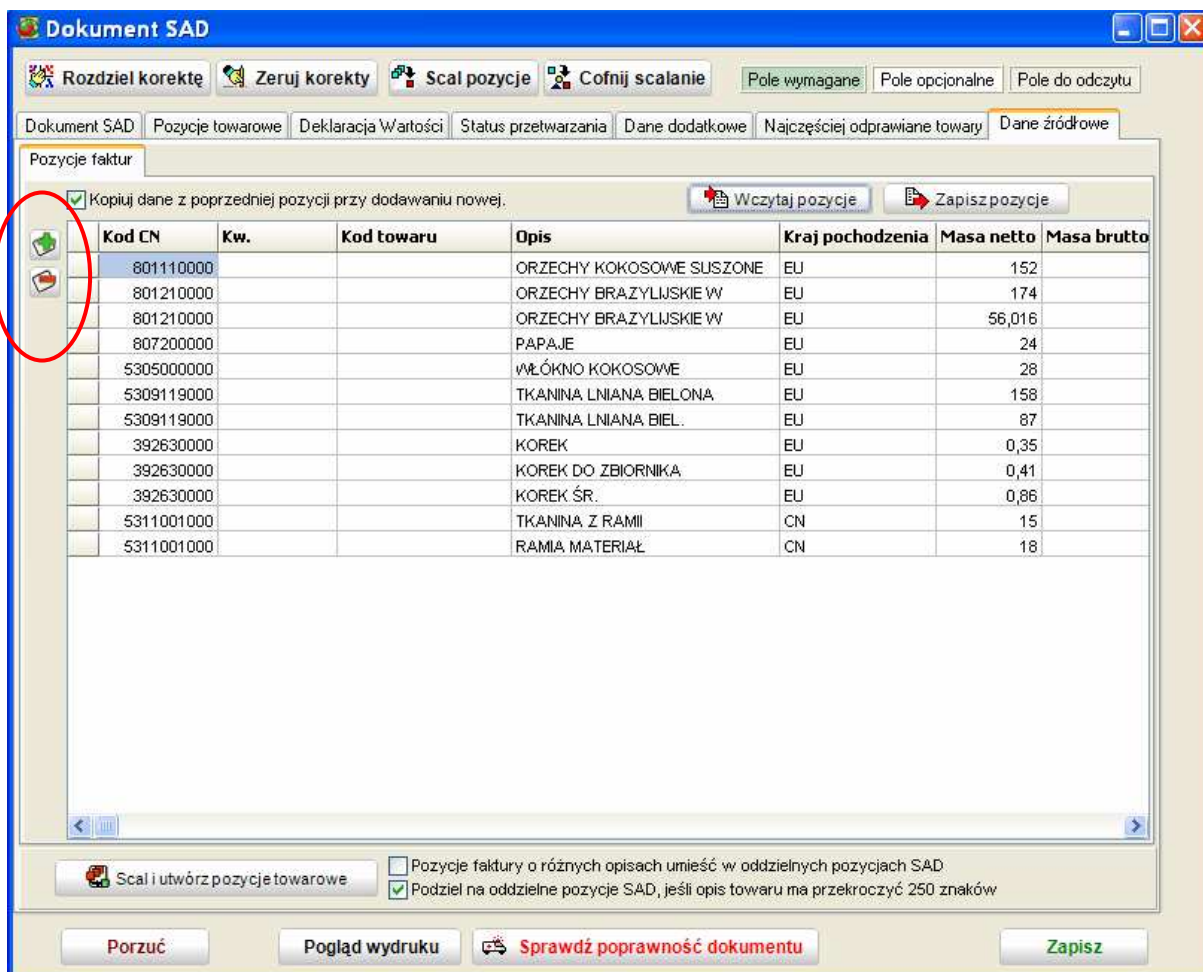 Dokument SAD
Rozdziel korektę Zeruj korekty Scal pozycje Cofnij scalanie Pole wymagane Pole opcjonalne Pole do odczytu
Dokument SAD Pozycje towarowe Deklaracja Wartości Status przetwarzania Dane dodatkowe Najczęściej odprawiane towary Dane źródłowe
Pozycje faktur
Kopiuj dane z poprzedniej pozycji przy dodawaniu nowej. Wczytaj pozycje Zapisz pozycje
Kod CN Kw. Kod towaru Opis Kraj pochodzenia Masa netto Masa brutto
801110000 ORZECHY KOKOSOWE SUSZONE EU 152
801210000 ORZECHY BRAZYLIJSKIE W EU 174
801210000 ORZECHY BRAZYLIJSKIE W EU 56,016
807200000 PAPAJE EU 24
5305000000 WŁÓKNO KOKOSOWE EU 28
5309119000 TKANINA LNIANA BIELONA EU 158
5309119000 TKANINA LNIANA BIEL. EU 87
392630000 KOREK EU 0,35
392630000 KOREK DO ZBIORNIKA EU 0,41
392630000 KOREK ŚR. EU 0,86
5311001000 TKANINA Z RAMII CN 15
5311001000 RAMIA MATERIAŁ CN 18
Scal i utwórz pozycje towarowe Pozycje faktury o różnych opisach umieść w oddzielnych pozycjach SAD
Podziel na oddzielne pozycje SAD, jeśli opis towaru ma przekroczyć 250 znaków
Porzuć Pogląd wydruku Sprawdź poprawność dokumentu Zapisz